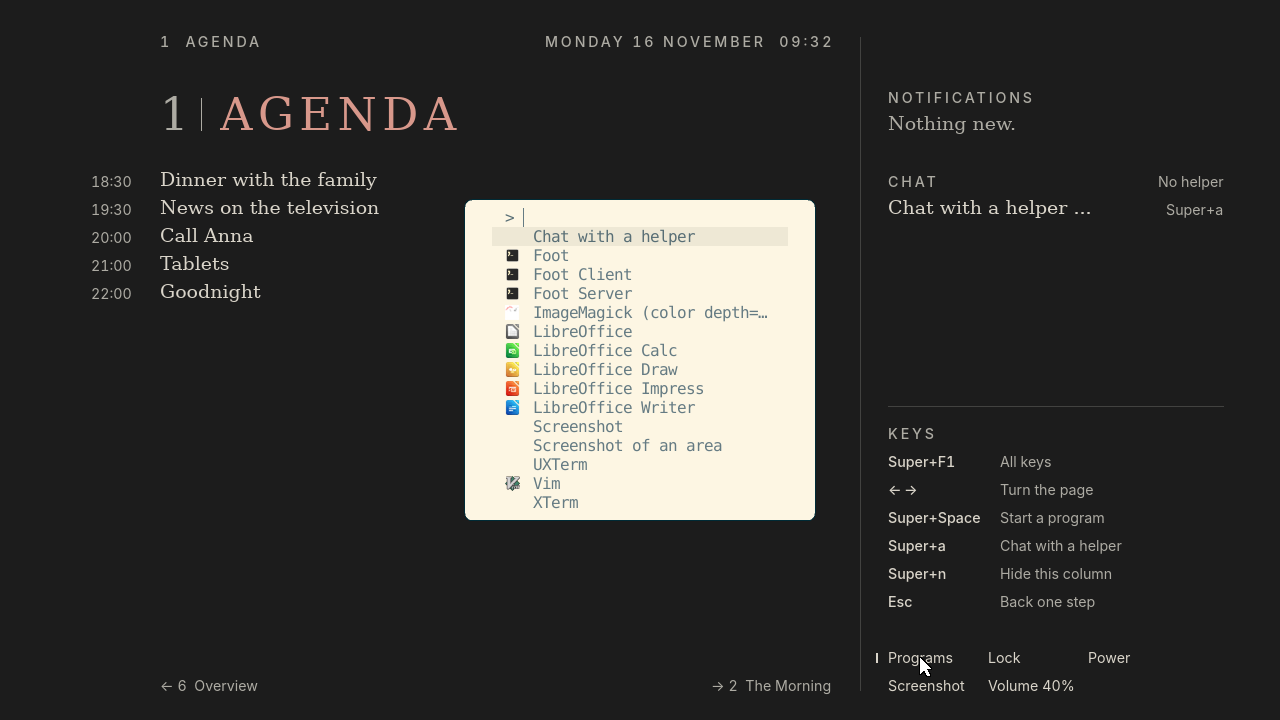 1 AGENDA
MONDAY 16 NOVEMBER 09:32
1 AGENDA
18:30 Dinner with the family
19:30 News on the television
20:00 Call Anna
21:00 Tablets
22:00 Goodnight
>
Chat with a helper
Foot
Foot Client
Foot Server
ImageMagick (color depth=…
LibreOffice
LibreOffice Calc
LibreOffice Draw
LibreOffice Impress
LibreOffice Writer
Screenshot
Screenshot of an area
UXTerm
Vim
XTerm
← 6 Overview
→ 2 The Morning
NOTIFICATIONS
Nothing new.
CHAT No helper
Chat with a helper ... Super+a
KEYS
Super+F1 All keys
← → Turn the page
Super+Space Start a program
Super+a Chat with a helper
Super+n Hide this column
Esc Back one step
Programs Lock Power
Screenshot Volume 40%